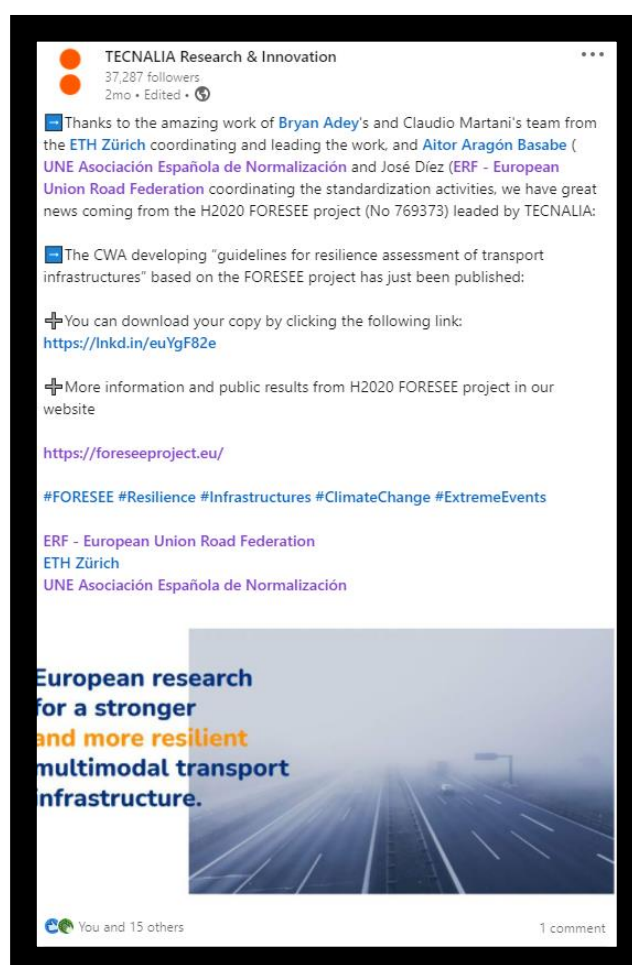 TECNALIA Research & Innovation
37,287 followers
2mo • Edited •
Thanks to the amazing work of Bryan Adey's and Claudio Martani's team from
the ETH Zürich coordinating and leading the work, and Aitor Aragón Basabe (
UNE Asociación Española de Normalización and José Díez (ERF - European
Union Road Federation coordinating the standardization activities, we have great
news coming from the H2020 FORESEE project (No 769373) leaded by TECNALIA:
The CWA developing "guidelines for resilience assessment of transport
infrastructures" based on the FORESEE project has just been published:
You can download your copy by clicking the following link:
https://lnkd.in/euYgF82e
More information and public results from H2020 FORESEE project in our
website
https://foreseeproject.eu/
#FORESEE #Resilience #Infrastructures #ClimateChange #ExtremeEvents
ERF - European Union Road Federation
ETH Zürich
UNE Asociación Española de Normalización
European research
for a stronger
and more resilient
multimodal transport
infrastructure.
You and 15 others
1 comment